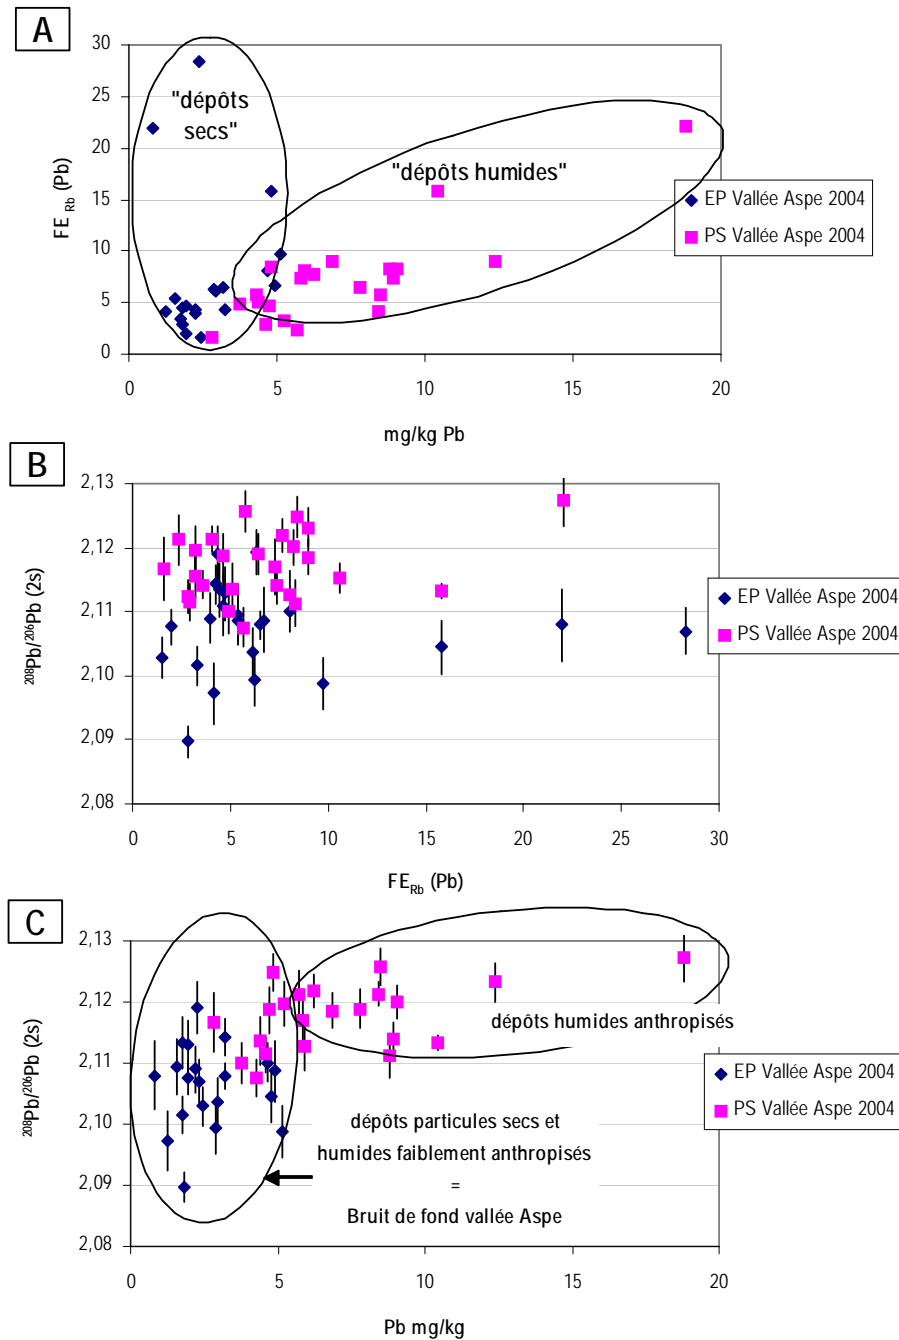 A
30
25
20
15
10
5
0
FE Rb (Pb)
"dépôts
secs"
"dépôts humides"
EP Vallée Aspe 2004
PS Vallée Aspe 2004
0 5 10 15 20
mg/kg Pb
B
2,13
2,12
2,11
2,10
2,09
2,08
208Pb/206Pb (2s)
EP Vallée Aspe 2004
PS Vallée Aspe 2004
0 5 10 15 20 25 30
FERb (Pb)
C
2,13
2,12
2,11
2,10
2,09
2,08
208Pb/206Pb (2s)
dépôts humides anthropisés
EP Vallée Aspe 2004
PS Vallée Aspe 2004
dépôts particules secs et
humides faiblement anthropisés
=
Bruit de fond vallée Aspe
0 5 10 15 20
Pb mg/kg